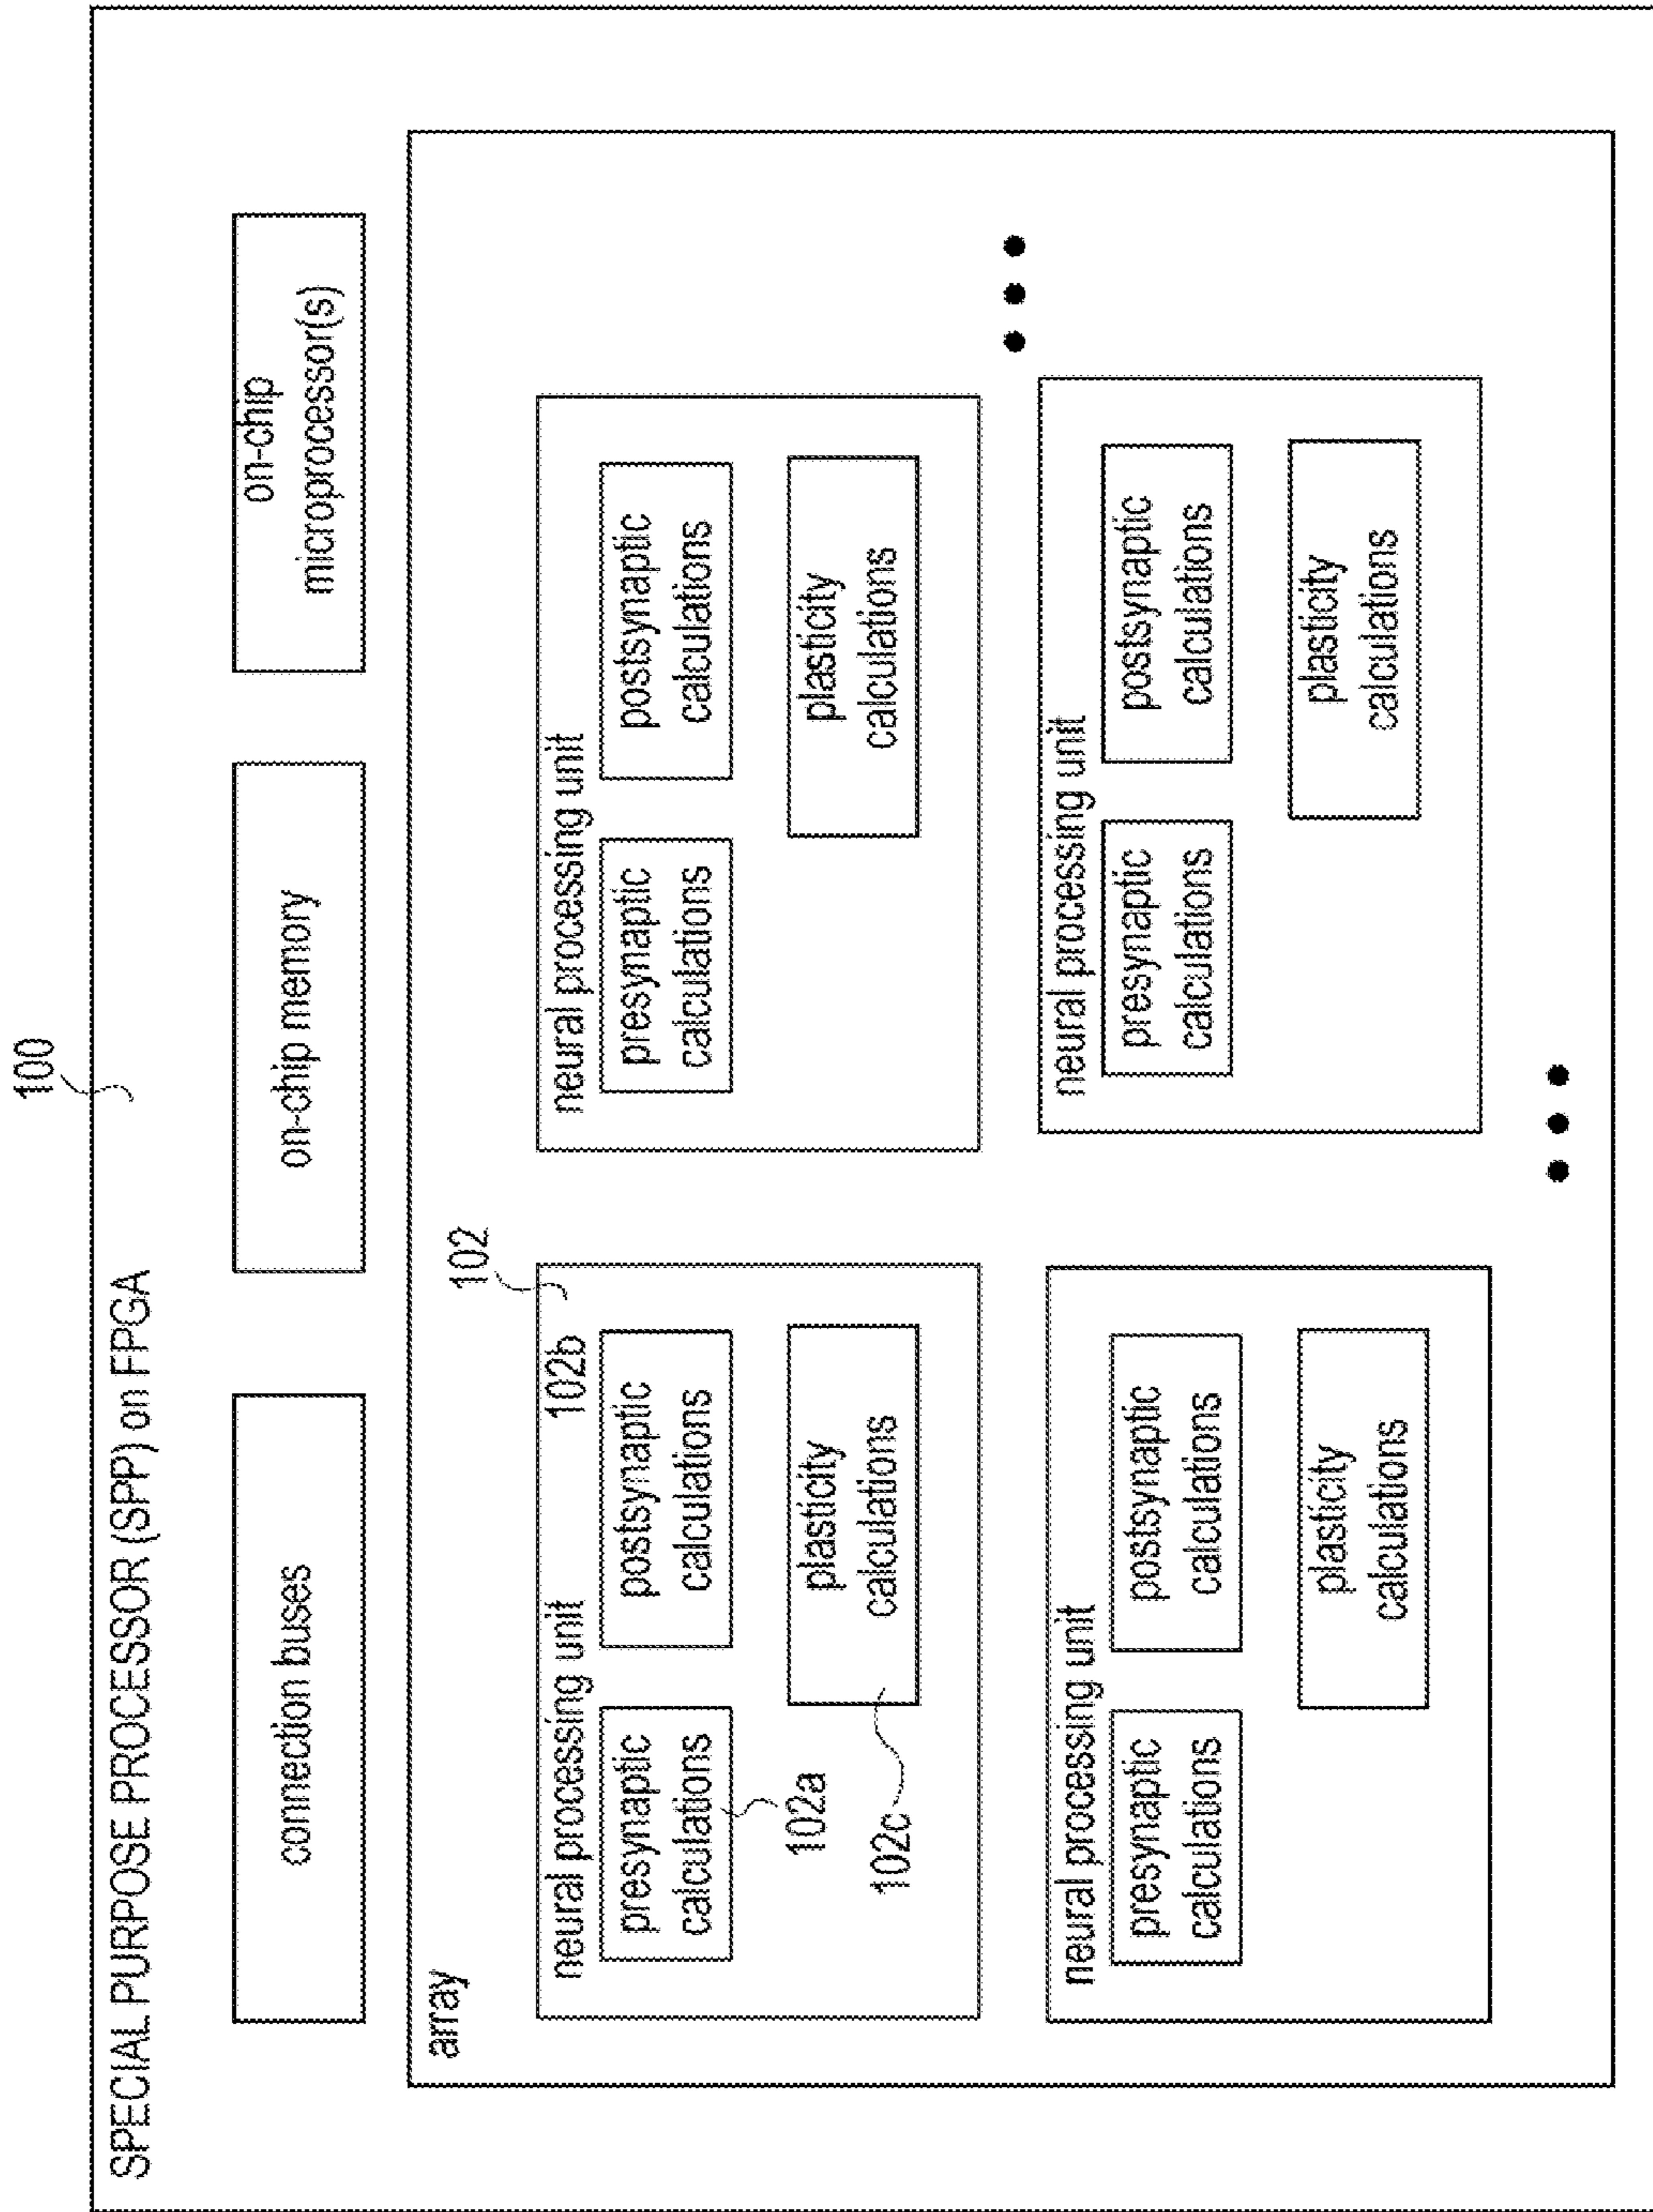 100
SPECIAL PURPOSE PROCESSOR (SPP) on FPGA
connection buses
on-chip memory
on-chip
microprocessor(s)
array
102
neural processing unit
102b
presynaptic
calculations
postsynaptic
calculations
102a
plasticity
calculations
102c
neural processing unit
presynaptic
calculations
postsynaptic
calculations
plasticity
calculations
neural processing unit
presynaptic
calculations
postsynaptic
calculations
plasticity
calculations
neural processing unit
presynaptic
calculations
postsynaptic
calculations
plasticity
calculations